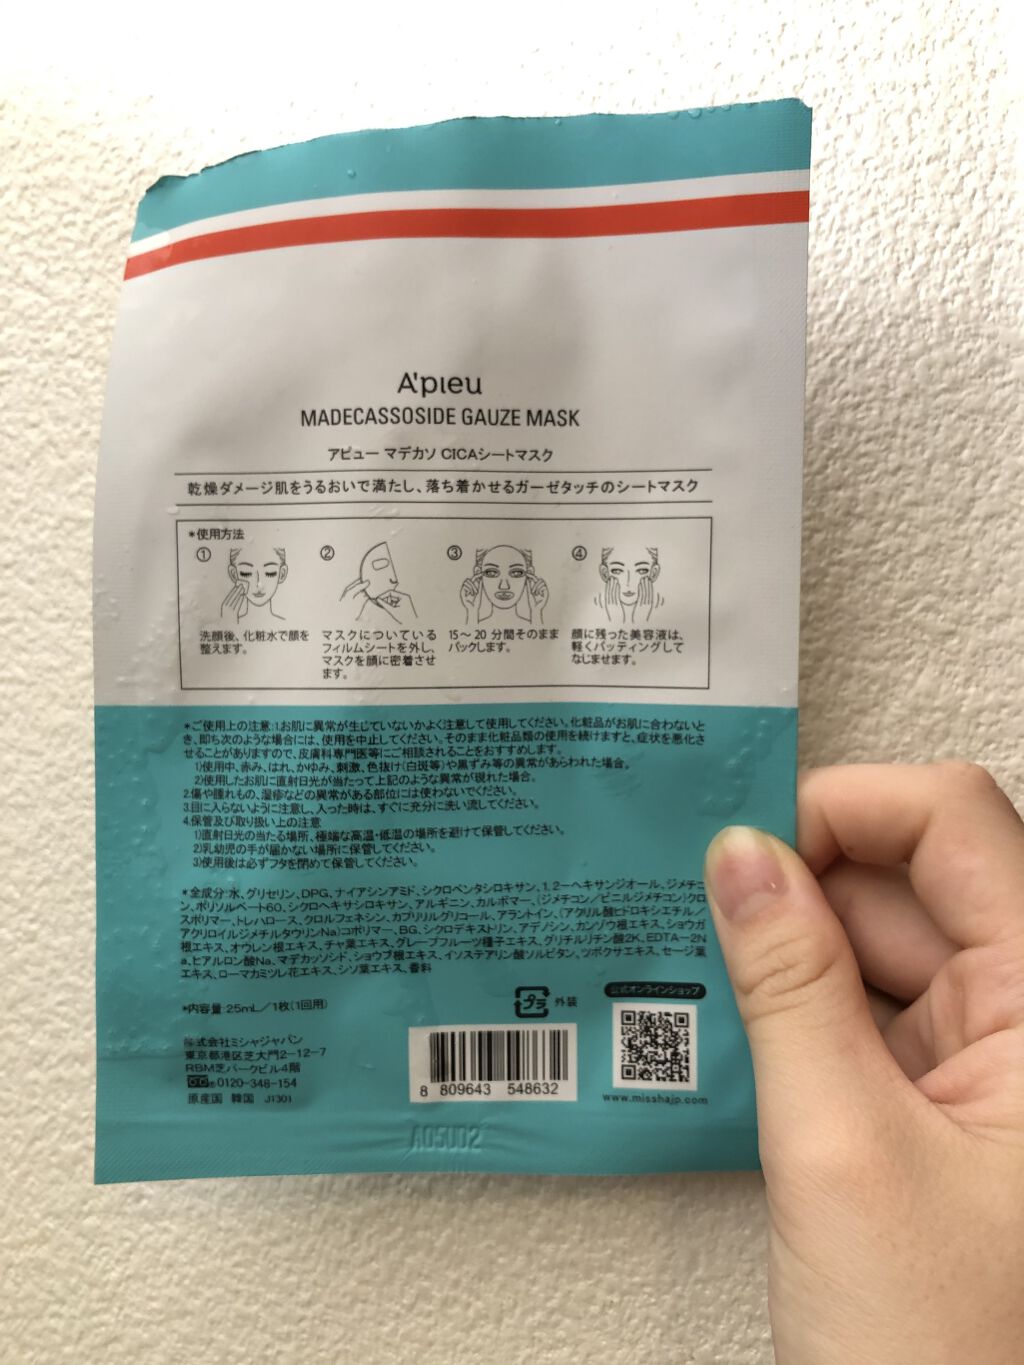 A'pieu
MADECASSOSIDE GAUZE MASK
アピュー マデカソ CICAシートマスク
乾燥ダメージ肌をうるおいで満たし、落ち着かせるガーゼタッチのシートマスク
*使用方法
① ② ③ ④
洗顔後、化粧水で顔を
整えます。
マスクについている
フィルムシートを外し、
マスクを顔に密着させ
ます。
15～20 分間そのまま
パックします。
顔に残った美容液は、
軽くパッティングして
なじませます。
*ご使用上の注意:1.お肌に異常が生じていないかよく注意して使用してください。化粧品がお肌に合わないと
き、即ち次のような場合には、使用を中止してください。そのまま化粧品類の使用を続けますと、症状を悪化さ
せることがありますので、皮膚科専門医等にご相談されることをおすすめします。
1)使用中、赤み、はれ、かゆみ、刺激、色抜け(白斑等)や黒ずみ等の異常があらわれた場合。
2)使用したお肌に直射日光が当たって上記のような異常が現れた場合。
2.傷や腫れもの、湿疹などの異常がある部位には使わないでください。
3.目に入らないように注意し、入った時は、すぐに充分に洗い流してください。
4.保管及び取り扱い上の注意
1)直射日光の当たる場所、極端な高温・低温の場所を避けて保管してください。
2)乳幼児の手が届かない場所に保管してください。
3)使用後は必ずフタを閉めて保管してください。
*全成分:水、グリセリン、DPG、ナイアシンアミド、シクロペンタシロキサン、1,2－ヘキサンジオール、ジメチコ
ン、ポリソルベート60、シクロヘキサシロキサン、アルギニン、カルボマー、(ジメチコン／ビニルジメチコン)クロ
スポリマー、トレハロース、クロルフェネシン、カプリリルグリコール、アラントイン、(アクリル酸ヒドロキシエチル／
アクリロイルジメチルタウリンNa)コポリマー、BG、シクロデキストリン、アデノシン、カンゾウ根エキス、ショウガ
根エキス、オウレン根エキス、チャ葉エキス、グレープフルーツ種子エキス、グリチルリチン酸2K、EDTA－2N
a、ヒアルロン酸Na、マデカッソシド、ショウブ根エキス、イソステアリン酸ソルビタン、ツボクサエキス、セージ葉
エキス、ローマカミツレ花エキス、シソ葉エキス、香料
*内容量:25mL／1枚(1回用)
プラ 外装
公式オンラインショップ
株式会社ミシャジャパン
東京都港区芝大門2-12-7
RBM芝パークビル4階
0120-348-154
原産国 韓国 J1301
8 809643 548632
www.misshajp.com
A05U02